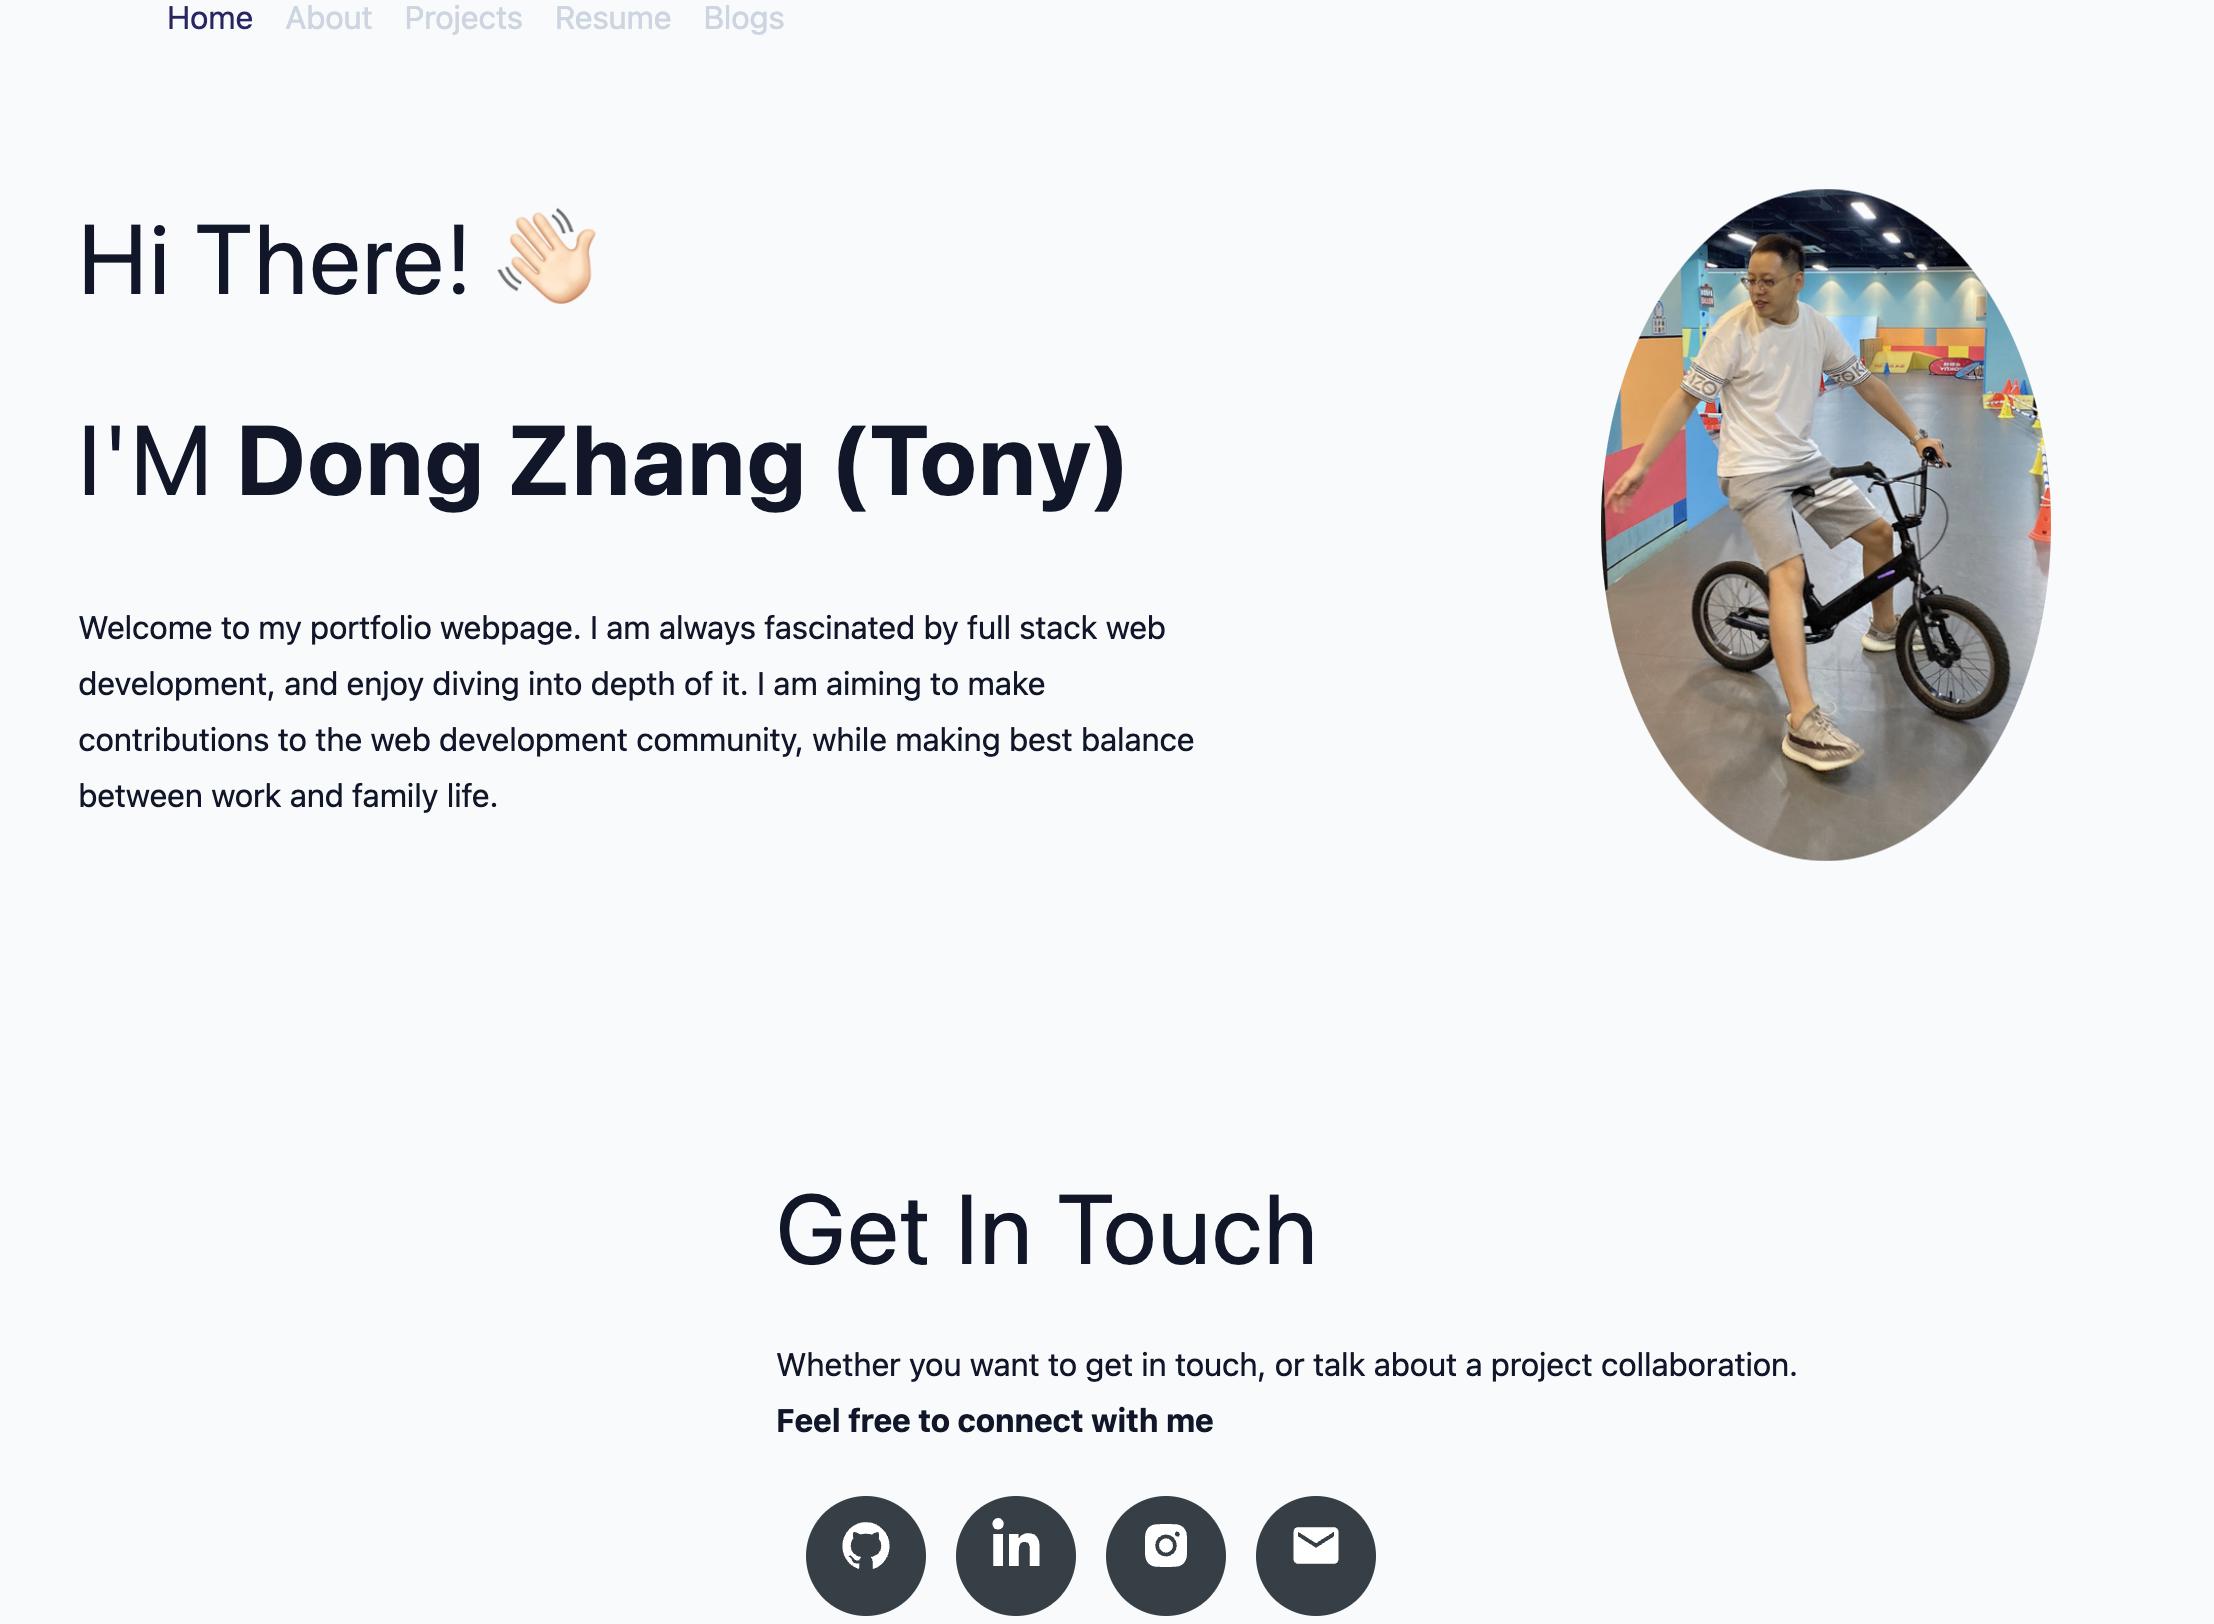 Home About Projects Resume Blogs
Hi There! 👋🏻
I'M Dong Zhang (Tony)
Welcome to my portfolio webpage. I am always fascinated by full stack web
development, and enjoy diving into depth of it. I am aiming to make
contributions to the web development community, while making best balance
between work and family life.
Get In Touch
Whether you want to get in touch, or talk about a project collaboration.
Feel free to connect with me
in